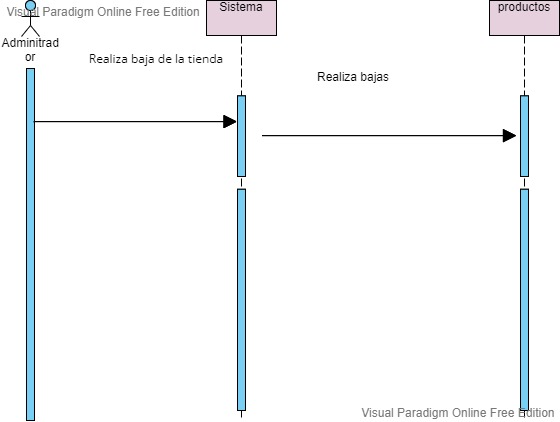 Visual Paradigm Online Free Edition
Sistema
productos
Adminitrad
or
Realiza baja de la tienda
Realiza bajas
Visual Paradigm Online Free Edition